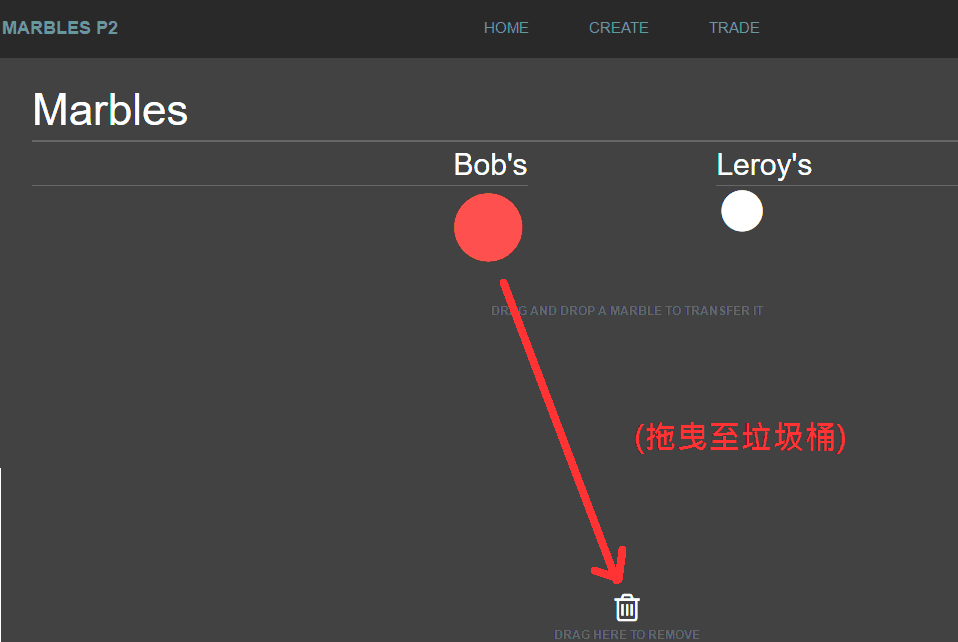 MARBLES P2 HOME CREATE TRADE
Marbles
Bob's Leroy's
DRAG AND DROP A MARBLE TO TRANSFER IT
(拖曳至垃圾桶)
DRAG HERE TO REMOVE